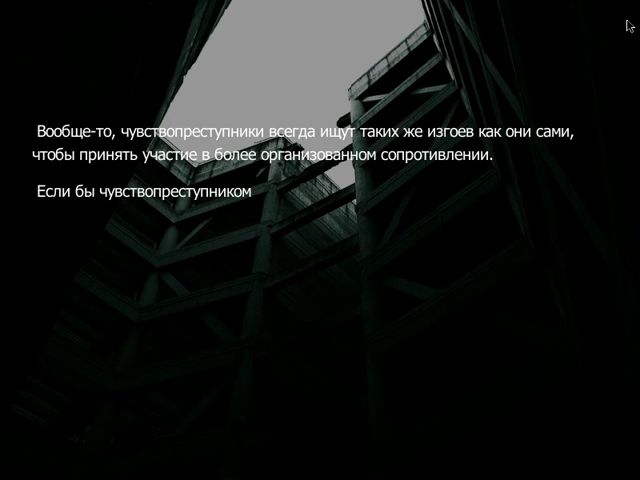 Вообще-то, чувствопреступники всегда ищут таких же изгоев как они сами,
чтобы принять участие в более организованном сопротивлении.
Если бы чувствопреступником